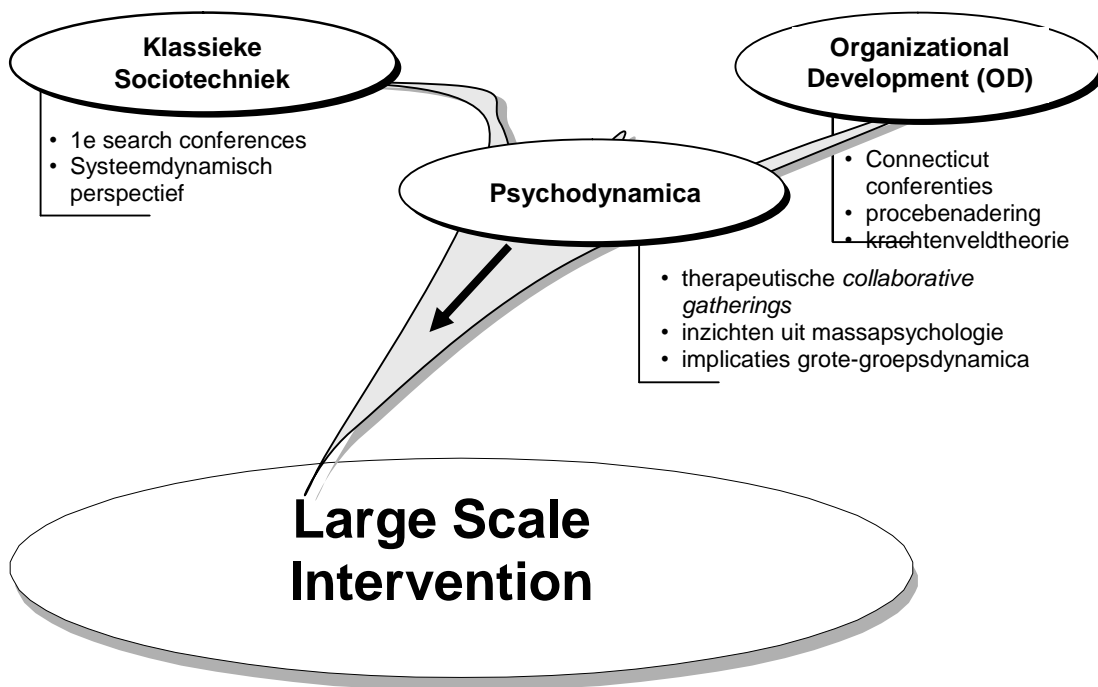 Klassieke
Sociotechniek
• 1e search conferences
• Systeemdynamisch
perspectief
Organizational
Development (OD)
• Connecticut
conferenties
• procebenadering
• krachtenveldtheorie
Psychodynamica
• therapeutische collaborative
gatherings
• inzichten uit massapsychologie
• implicaties grote-groepsdynamica
Large Scale
Intervention